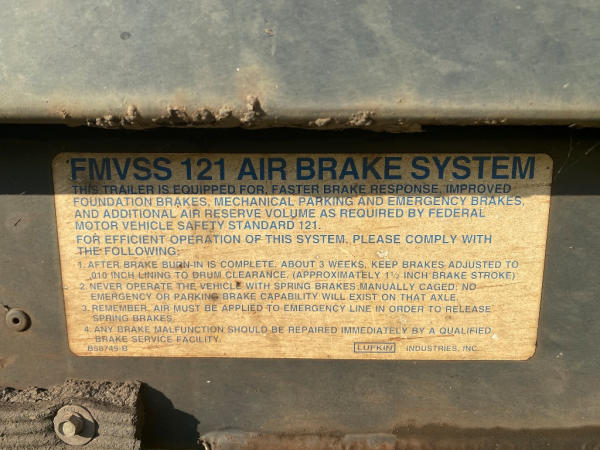 FMVSS 121 AIR BRAKE SYSTEM
THIS TRAILER IS EQUIPPED FOR, FASTER BRAKE RESPONSE, IMPROVED
FOUNDATION BRAKES, MECHANICAL PARKING AND EMERGENCY BRAKES,
AND ADDITIONAL AIR RESERVE VOLUME AS REQUIRED BY FEDERAL
MOTOR VEHICLE SAFETY STANDARD 121.
FOR EFFICIENT OPERATION OF THIS SYSTEM, PLEASE COMPLY WITH
THE FOLLOWING:
1. AFTER BRAKE BURN-IN IS COMPLETE, ABOUT 3 WEEKS, KEEP BRAKES ADJUSTED TO
.010 INCH LINING TO DRUM CLEARANCE. (APPROXIMATELY 1½ INCH BRAKE STROKE)
2. NEVER OPERATE THE VEHICLE WITH SPRING BRAKES MANUALLY CAGED; NO
EMERGENCY OR PARKING BRAKE CAPABILITY WILL EXIST ON THAT AXLE.
3. REMEMBER, AIR MUST BE APPLIED TO EMERGENCY LINE IN ORDER TO RELEASE
SPRING BRAKES.
4. ANY BRAKE MALFUNCTION SHOULD BE REPAIRED IMMEDIATELY BY A QUALIFIED
BRAKE SERVICE FACILITY.
B58745-B LUFKIN INDUSTRIES, INC.